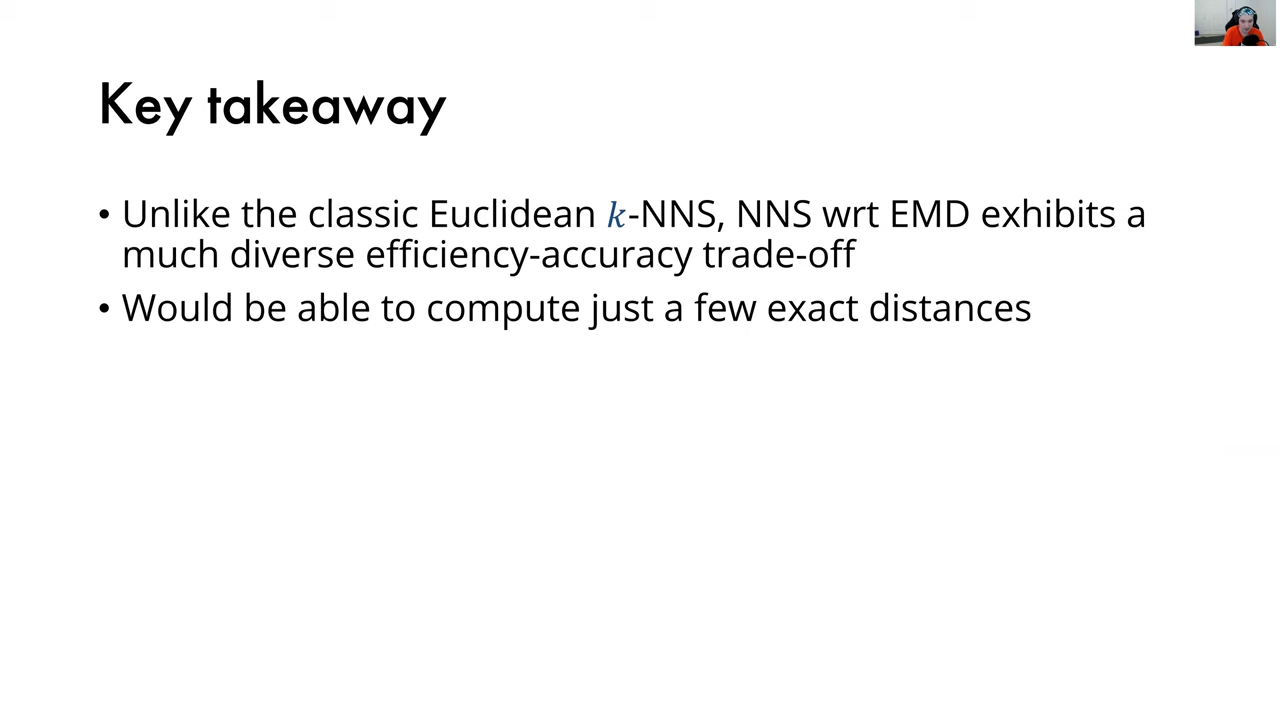 Key takeaway
• Unlike the classic Euclidean k-NNS, NNS wrt EMD exhibits a
much diverse efficiency-accuracy trade-off
• Would be able to compute just a few exact distances